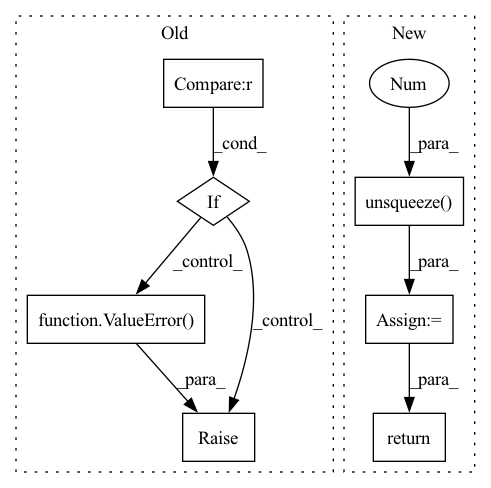 Old
New
Compare:r
Num
_cond_
_para_
If
unsqueeze()
_control_
_para_
function.ValueError()
_control_
Assign:=
_para_
_para_
Raise
return